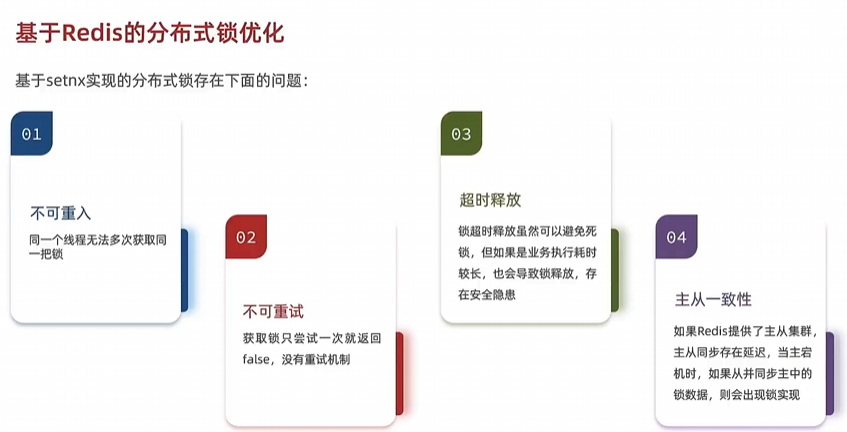 基于Redis的分布式锁优化
基于setnx实现的分布式锁存在下面的问题：
01
不可重入
同一个线程无法多次获取同
一把锁
02
不可重试
获取锁只尝试一次就返回
false，没有重试机制
03
超时释放
锁超时释放虽然可以避免死
锁，但如果是业务执行耗时
较长，也会导致锁释放，存
在安全隐患
04
主从一致性
如果Redis提供了主从集群，
主从同步存在延迟，当主宕
机时，如果从并同步主中的
锁数据，则会出现锁实现